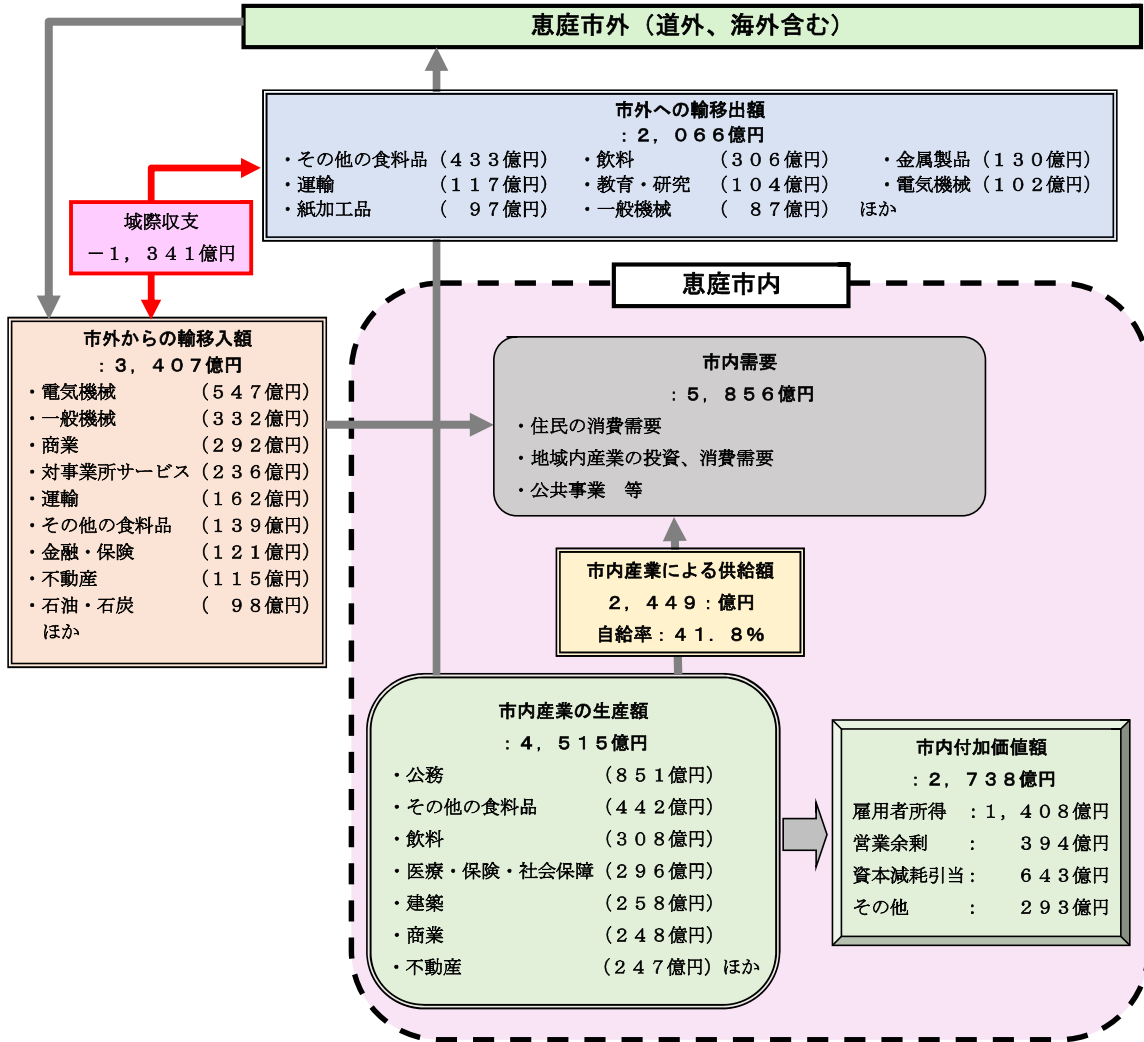 恵庭市外（道外、海外含む）
市外への輸移出額
：２，０６６億円
・その他の食料品（４３３億円）　・飲料　（３０６億円）　・金属製品（１３０億円）
・運輸　（１１７億円）　・教育・研究　（１０４億円）　・電気機械（１０２億円）
・紙加工品　（　９７億円）　・一般機械　（　８７億円）　ほか
域際収支
－１，３４１億円
恵庭市内
市外からの輸移入額
：３，４０７億円
・電気機械　（５４７億円）
・一般機械　（３３２億円）
・商業　（２９２億円）
・対事業所サービス（２３６億円）
・運輸　（１６２億円）
・その他の食料品　（１３９億円）
・金融・保険　（１２１億円）
・不動産　（１１５億円）
・石油・石炭　（　９８億円）
ほか
市内需要
：５，８５６億円
・住民の消費需要
・地域内産業の投資、消費需要
・公共事業　等
市内産業による供給額
２，４４９：億円
自給率：４１．８％
市内産業の生産額
：４，５１５億円
・公務　（８５１億円）
・その他の食料品　（４４２億円）
・飲料　（３０８億円）
・医療・保険・社会保障（２９６億円）
・建築　（２５８億円）
・商業　（２４８億円）
・不動産　（２４７億円）ほか
市内付加価値額
：２，７３８億円
雇用者所得　：１，４０８億円
営業余剰　：　３９４億円
資本減耗引当：　６４３億円
その他　：　２９３億円